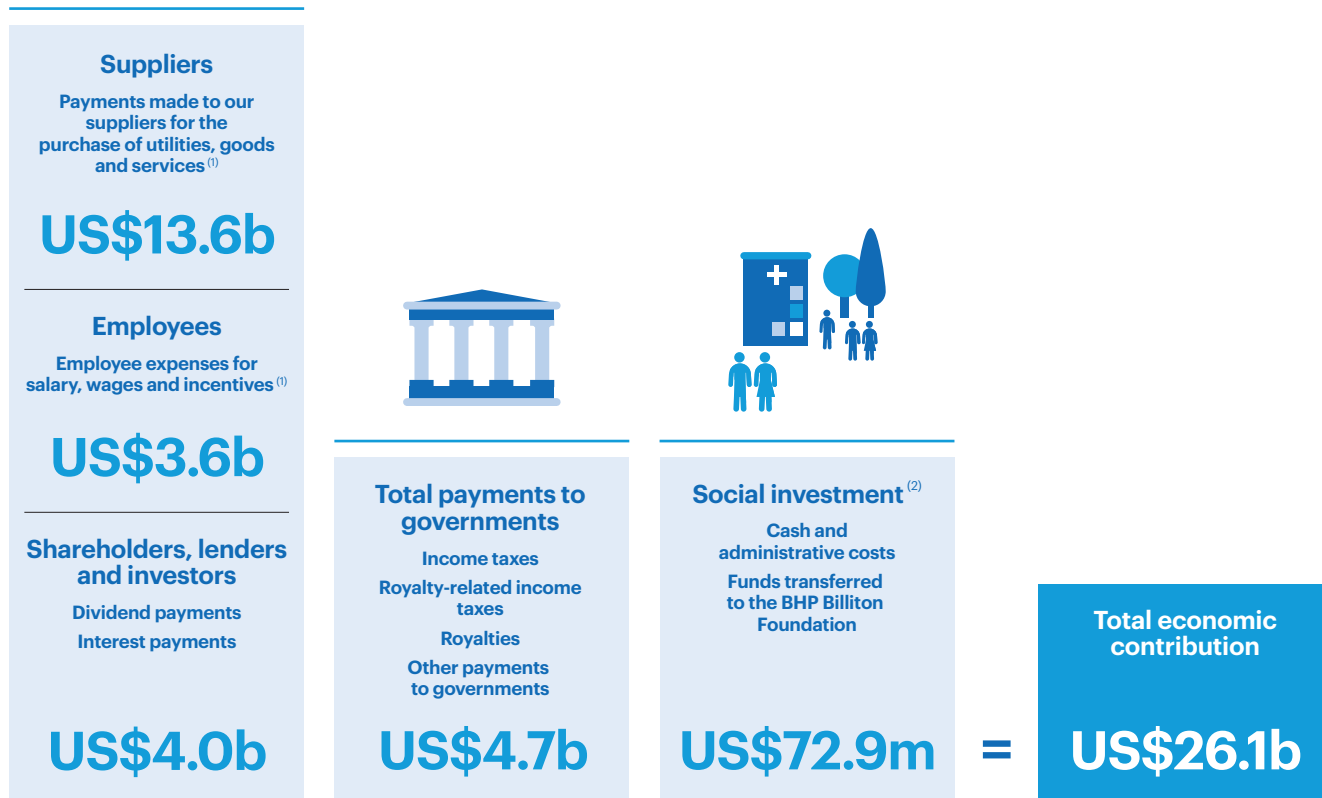 Suppliers
Payments made to our
suppliers for the
purchase of utilities, goods
and services (1)
US$13.6b
Employees
Employee expenses for
salary, wages and incentives (1)
US$3.6b
Shareholders, lenders
and investors
Dividend payments
Interest payments
US$4.0b
Total payments to
governments
Income taxes
Royalty-related income
taxes
Royalties
Other payments
to governments
US$4.7b
Social investment (2)
Cash and
administrative costs
Funds transferred
to the BHP Billiton
Foundation
US$72.9m
=
Total economic
contribution
US$26.1b